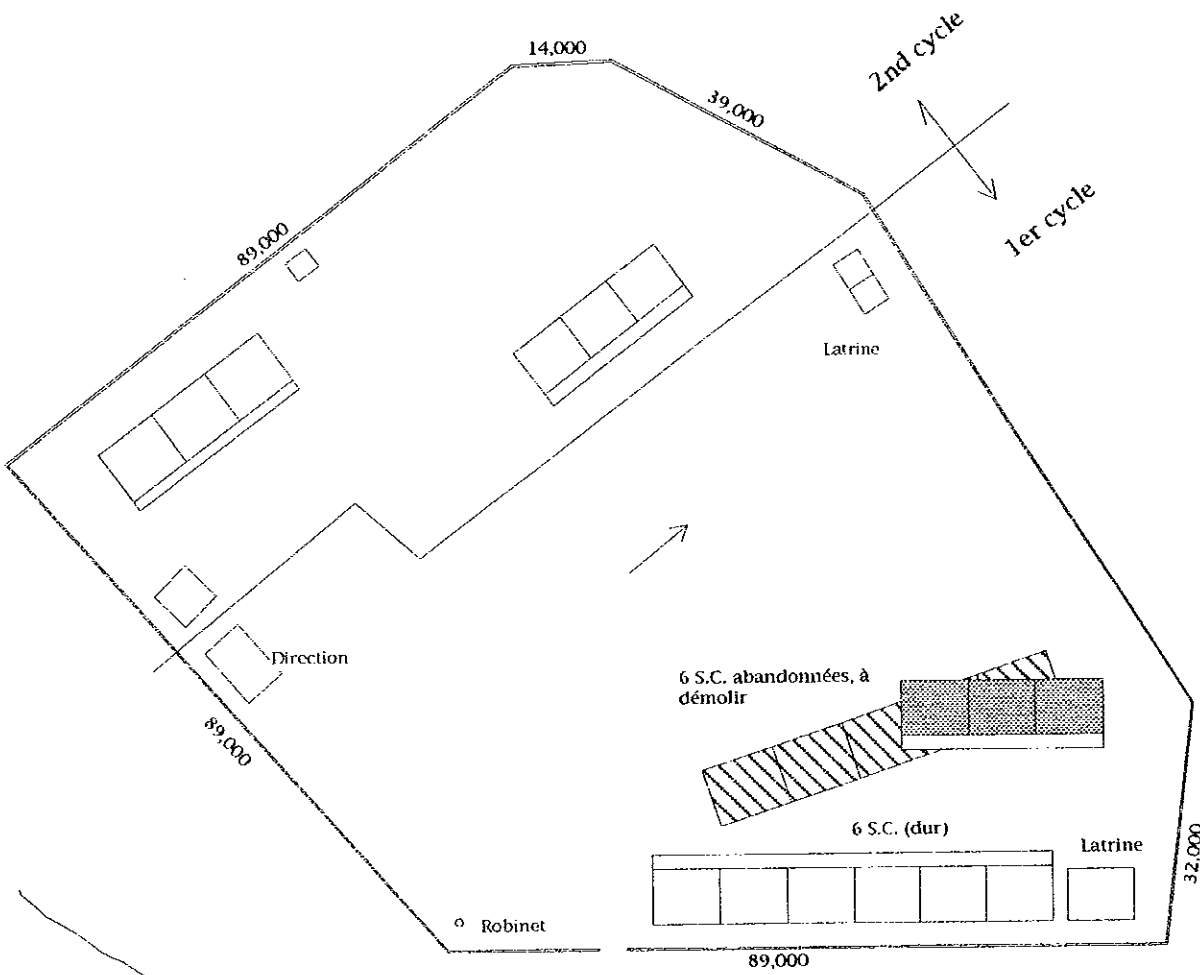 14,000
39,000
2nd cycle
1er cycle
89,000
Latrine
Direction
89,000
6 S.C. abandonnées, à
démolir
6 S.C. (dur)
Latrine
32,000
Robinet
89,000